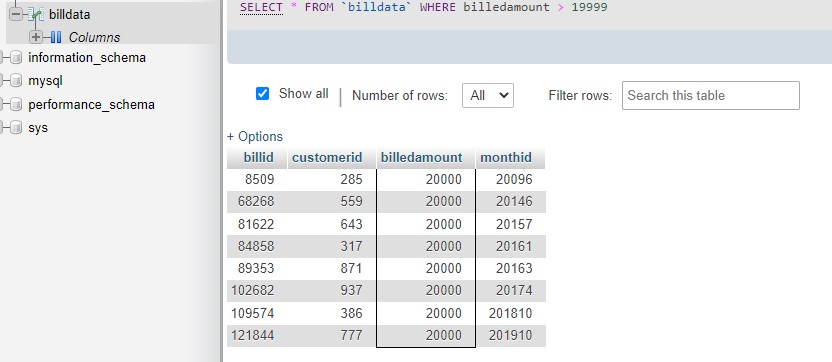 billdata
Columns
information_schema
mysql
performance_schema
sys
SELECT * FROM `billdata` WHERE billedamount > 19999
Show all | Number of rows: All Filter rows: Search this table
+ Options
billid customerid billedamount monthid
8509 285 20000 20096
68268 559 20000 20146
81622 643 20000 20157
84858 317 20000 20161
89353 871 20000 20163
102682 937 20000 20174
109574 386 20000 201810
121844 777 20000 201910